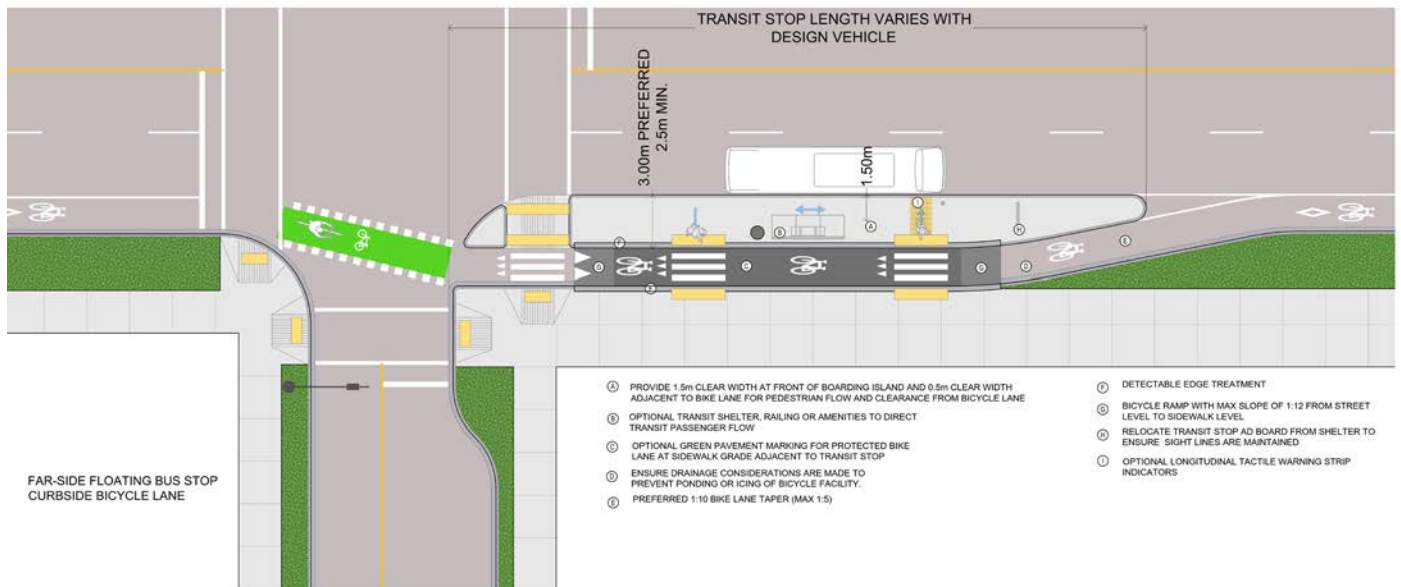 TRANSIT STOP LENGTH VARIES WITH
DESIGN VEHICLE
3.00m PREFERRED
2.5m MIN.
1.50m
I
A
B
H
F
G
C
G
D
E
E
FAR-SIDE FLOATING BUS STOP
CURBSIDE BICYCLE LANE
A PROVIDE 1.5m CLEAR WIDTH AT FRONT OF BOARDING ISLAND AND 0.5m CLEAR WIDTH
ADJACENT TO BIKE LANE FOR PEDESTRIAN FLOW AND CLEARANCE FROM BICYCLE LANE
B OPTIONAL TRANSIT SHELTER, RAILING OR AMENITIES TO DIRECT
TRANSIT PASSENGER FLOW
C OPTIONAL GREEN PAVEMENT MARKING FOR PROTECTED BIKE
LANE AT SIDEWALK GRADE ADJACENT TO TRANSIT STOP
D ENSURE DRAINAGE CONSIDERATIONS ARE MADE TO
PREVENT PONDING OR ICING OF BICYCLE FACILITY.
E PREFERRED 1:10 BIKE LANE TAPER (MAX 1:5)
F DETECTABLE EDGE TREATMENT
G BICYCLE RAMP WITH MAX SLOPE OF 1:12 FROM STREET
LEVEL TO SIDEWALK LEVEL
H RELOCATE TRANSIT STOP AD BOARD FROM SHELTER TO
ENSURE SIGHT LINES ARE MAINTAINED
I OPTIONAL LONGITUDINAL TACTILE WARNING STRIP
INDICATORS